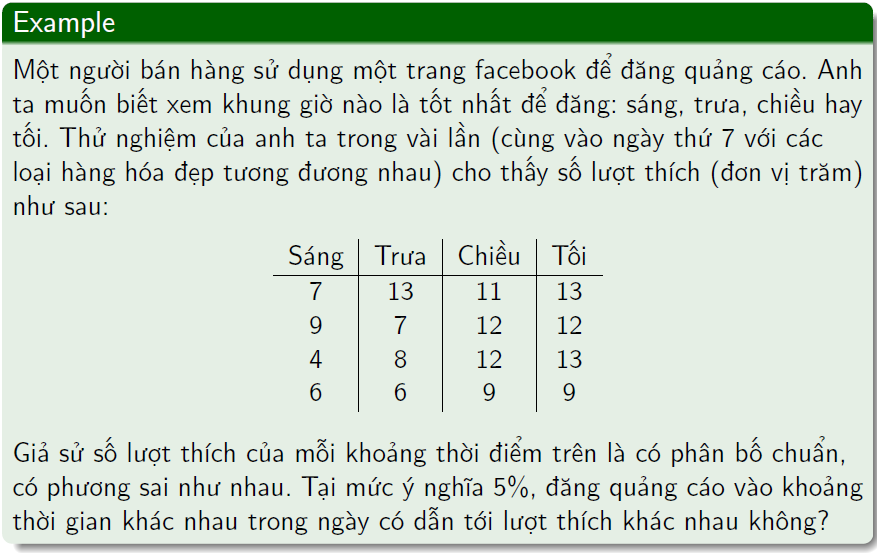 Example
Một người bán hàng sử dụng một trang facebook để đăng quảng cáo. Anh
ta muốn biết xem khung giờ nào là tốt nhất để đăng: sáng, trưa, chiều hay
tối. Thử nghiệm của anh ta trong vài lần (cùng vào ngày thứ 7 với các
loại hàng hóa đẹp tương đương nhau) cho thấy số lượt thích (đơn vị trăm)
như sau:
Sáng Trưa Chiều Tối
7 13 11 13
9 7 12 12
4 8 12 13
6 6 9 9
Giả sử số lượt thích của mỗi khoảng thời điểm trên là có phân bố chuẩn,
có phương sai như nhau. Tại mức ý nghĩa 5%, đăng quảng cáo vào khoảng
thời gian khác nhau trong ngày có dẫn tới lượt thích khác nhau không?